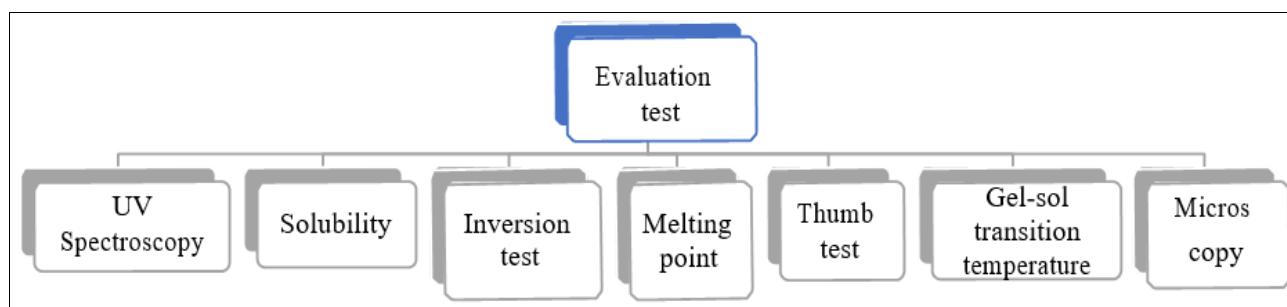 Evaluation
test
UV
Spectroscopy
Solubility
Inversion
test
Melting
point
Thumb
test
Gel-sol
transition
temperature
Micros
copy